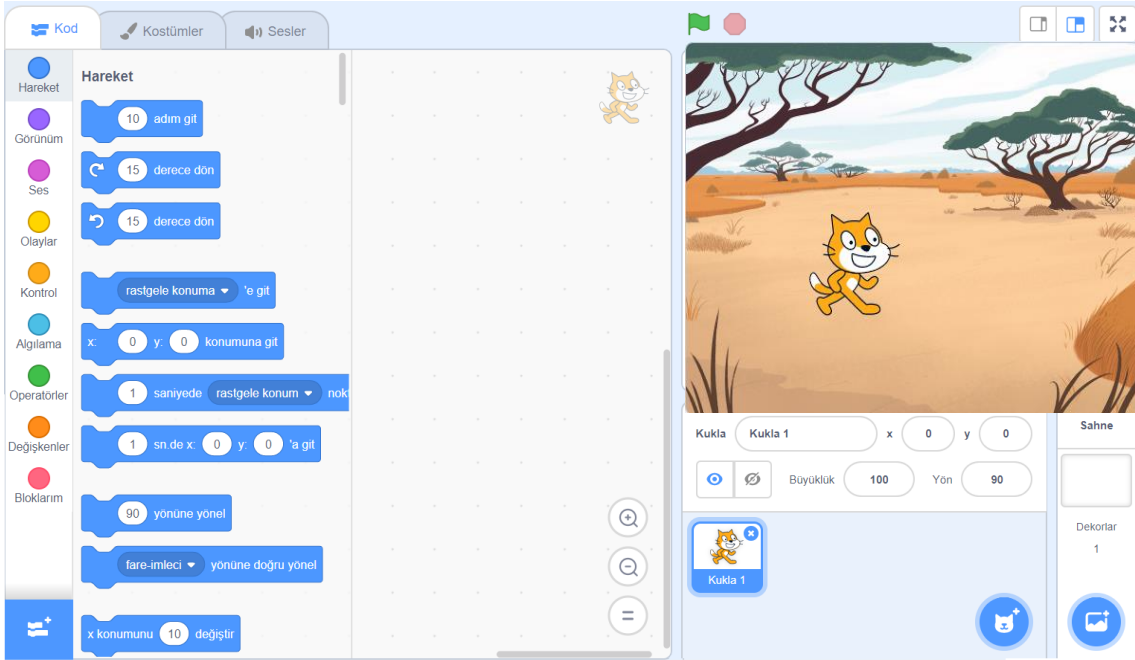 Kod
Kostümler
Sesler
Hareket
Görünüm
Ses
Olaylar
Kontrol
Algılama
Operatörler
Değişkenler
Bloklarım
Hareket
10 adım git
15 derece dön
15 derece dön
rastgele konuma 'e git
x: 0 y: 0 konumuna git
1 saniyede rastgele konum nokt
1 sn.de x: 0 y: 0 'a git
90 yönüne yönel
fare-imleci yönüne doğru yönel
x konumunu 10 değiştir
Kukla Kukla 1 x 0 y 0
Büyüklük 100 Yön 90
Kukla 1
Sahne
Dekorlar
1